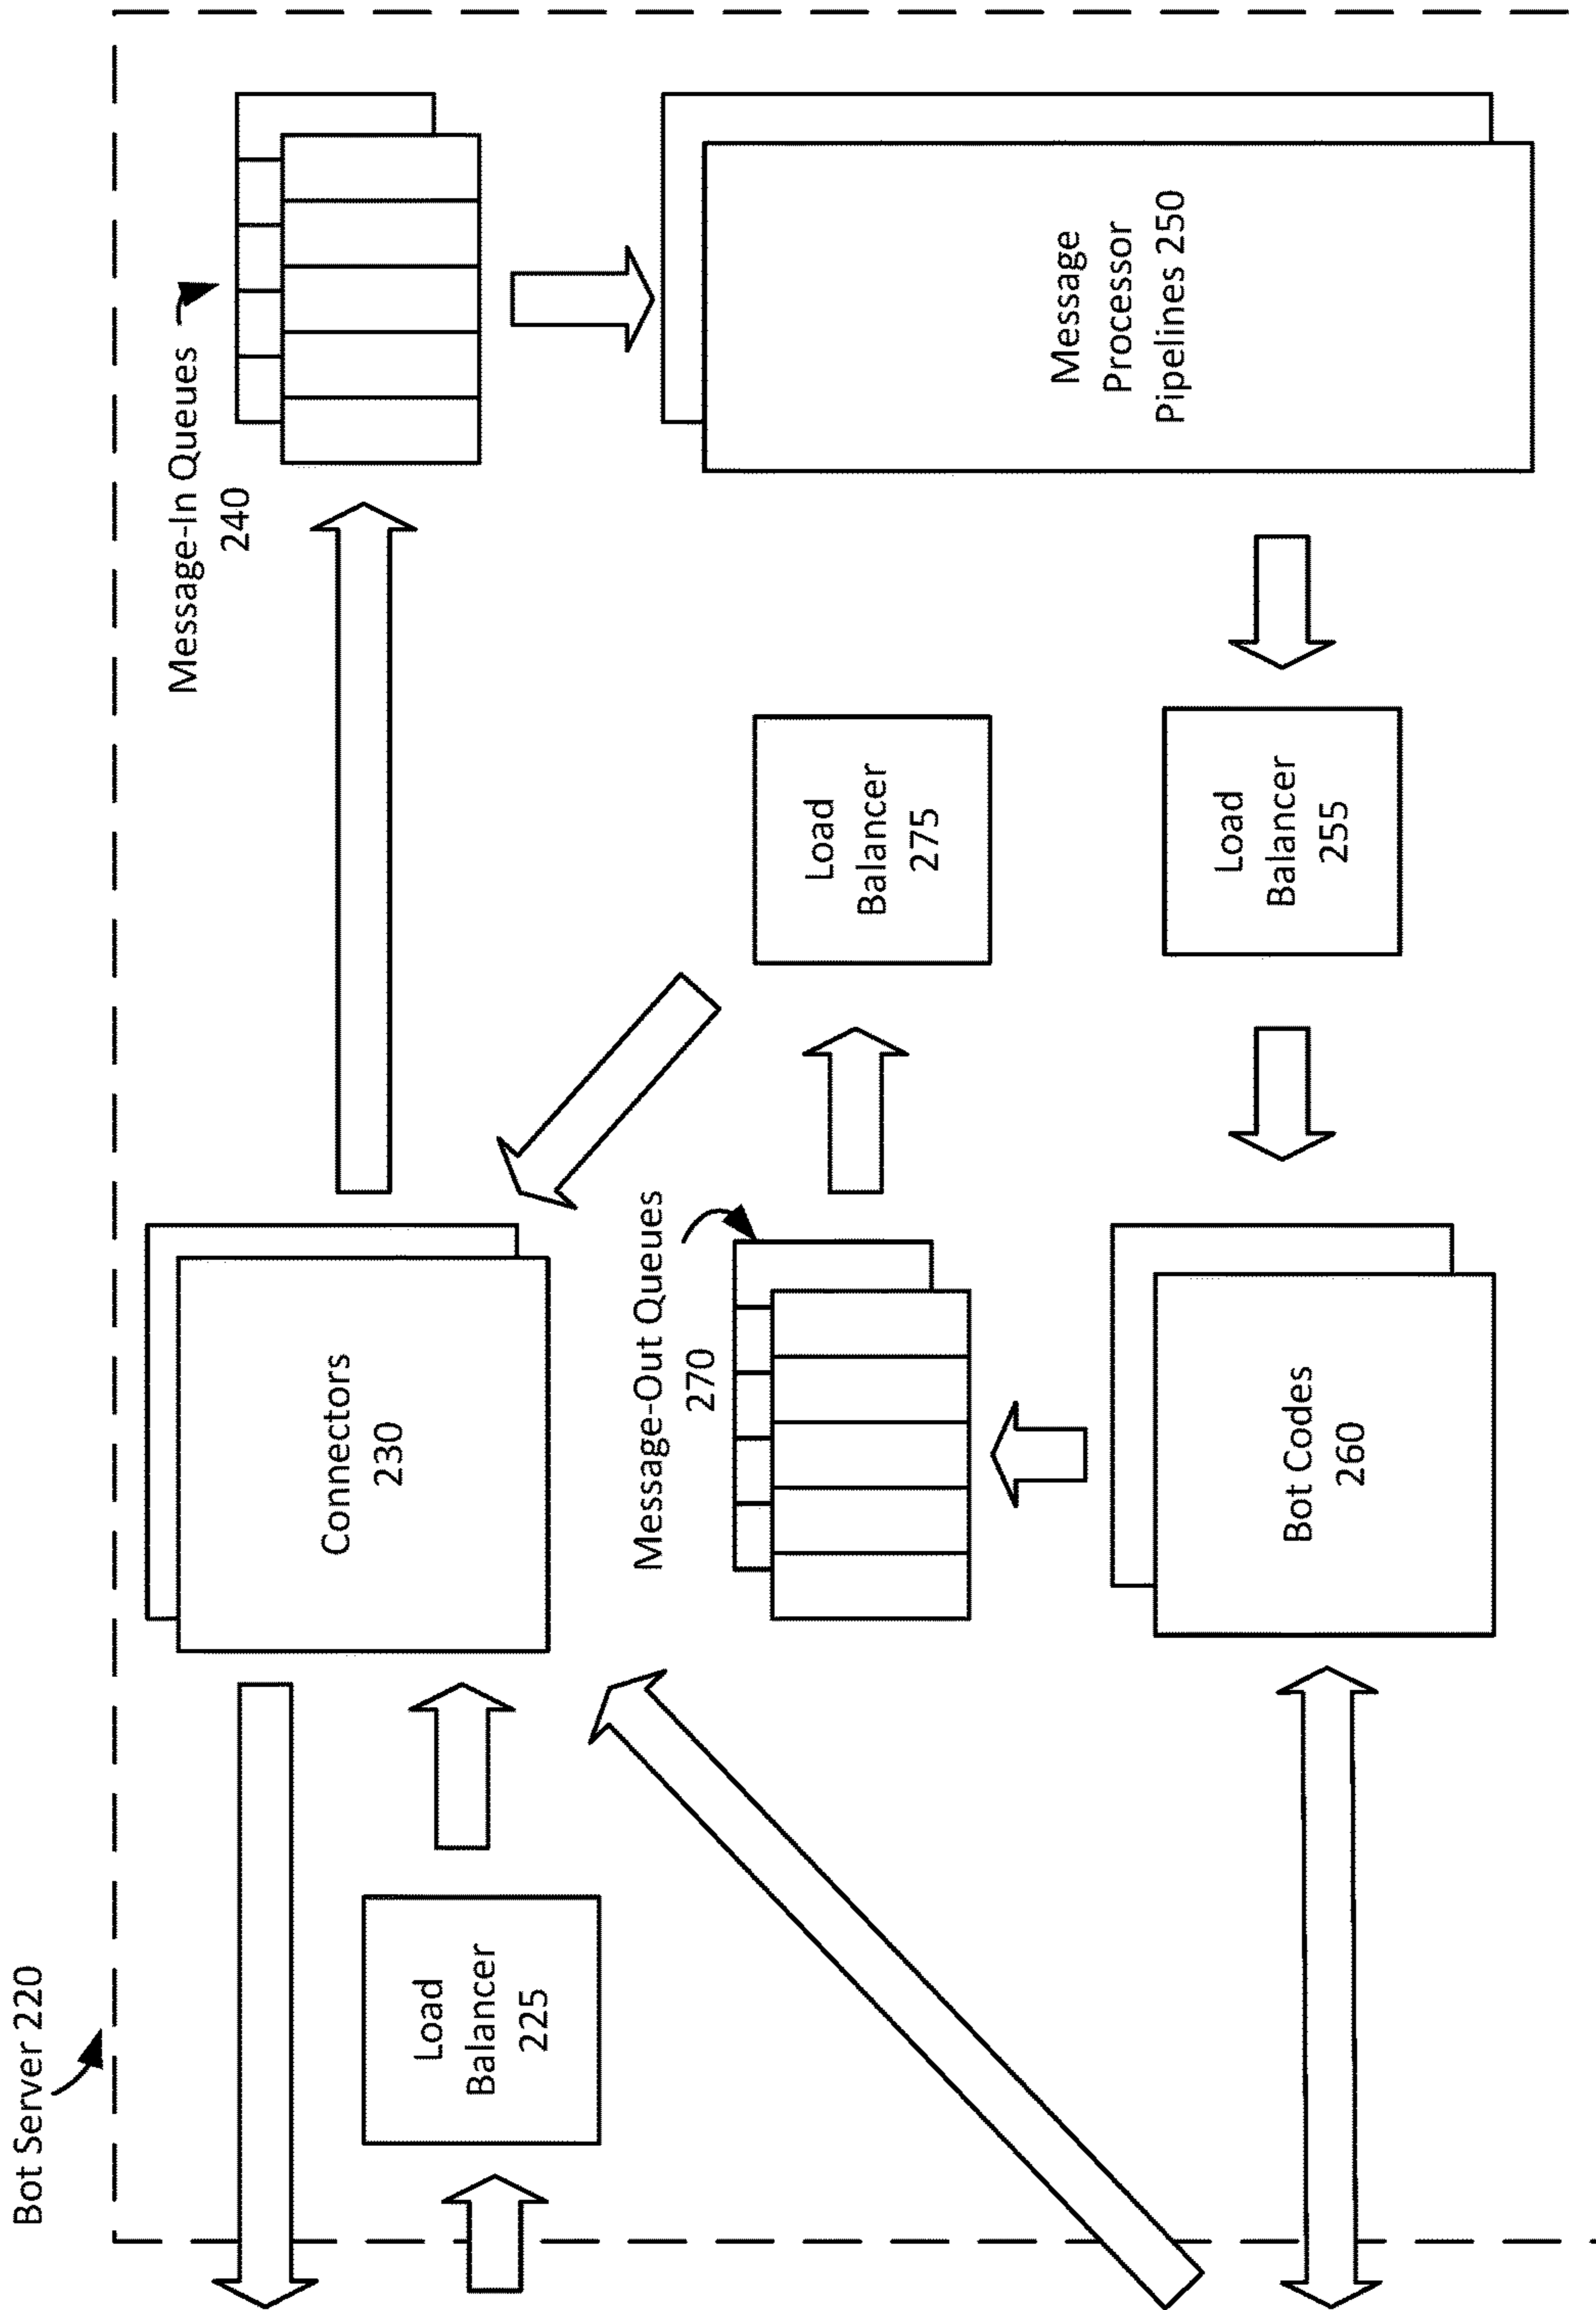 Bot Server 220
Load
Balancer
225
Connectors
230
Message-In Queues
240
Message-Out Queues
270
Load
Balancer
275
Message
Processor
Pipelines 250
Bot Codes
260
Load
Balancer
255